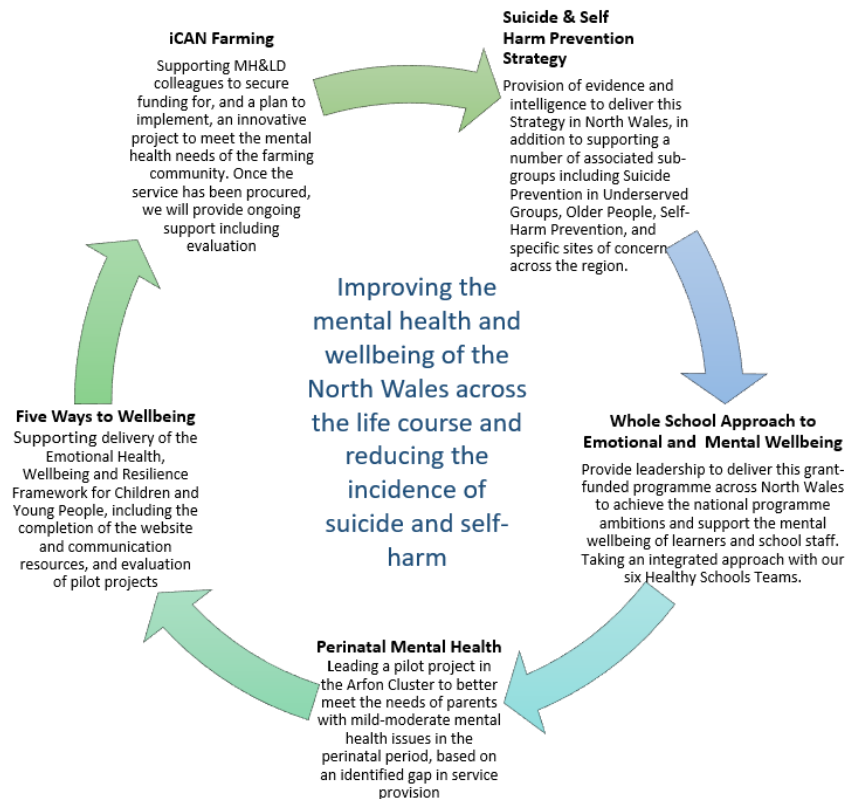 iCAN Farming
Supporting MH&LD
colleagues to secure
funding for, and a plan to
implement, an innovative
project to meet the mental
health needs of the farming
community. Once the
service has been procured,
we will provide ongoing
support including
evaluation
Suicide & Self
Harm Prevention
Strategy
Provision of evidence and
intelligence to deliver this
Strategy in North Wales, in
addition to supporting a
number of associated sub-
groups including Suicide
Prevention in Underserved
Groups, Older People, Self-
Harm Prevention, and
specific sites of concern
across the region.
Improving the
mental health and
wellbeing of the
North Wales across
the life course and
reducing the
incidence of
suicide and self-
harm
Five Ways to Wellbeing
Supporting delivery of the
Emotional Health,
Wellbeing and Resilience
Framework for Children and
Young People, including the
completion of the website
and communication
resources, and evaluation
of pilot projects
Whole School Approach to
Emotional and Mental Wellbeing
Provide leadership to deliver this grant-
funded programme across North Wales
to achieve the national programme
ambitions and support the mental
wellbeing of learners and school staff.
Taking an integrated approach with our
six Healthy Schools Teams.
Perinatal Mental Health
Leading a pilot project in
the Arfon Cluster to better
meet the needs of parents
with mild-moderate mental
health issues in the
perinatal period, based on
an identified gap in service
provision